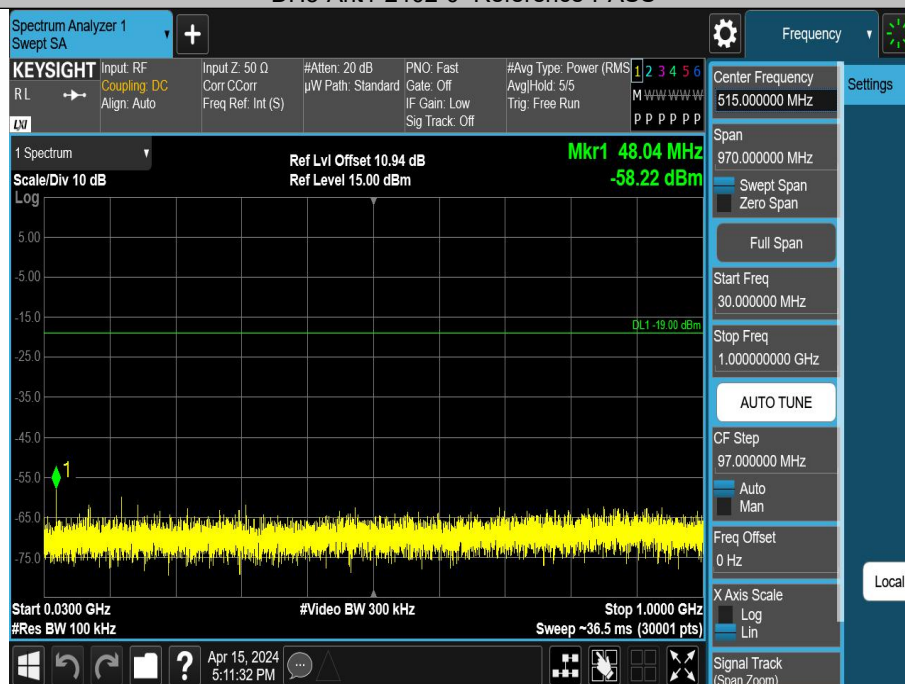 Spectrum Analyzer 1
Swept SA
Frequency
KEYSIGHT
RL
LXI
Input: RF
Coupling: DC
Align: Auto
Input Z: 50 Ω
Corr CCorr
Freq Ref: Int (S)
#Atten: 20 dB
µW Path: Standard
PNO: Fast
Gate: Off
IF Gain: Low
Sig Track: Off
#Avg Type: Power (RMS
Avg|Hold: 5/5
Trig: Free Run
1 2 3 4 5 6
M W W W W W
P P P P P P
1 Spectrum
Scale/Div 10 dB
Log
Ref Lvl Offset 10.94 dB
Ref Level 15.00 dBm
Mkr1 48.04 MHz
-58.22 dBm
5.00
-5.00
-15.0
DL1 -19.00 dBm
-25.0
-35.0
-45.0
-55.0
1
-65.0
-75.0
Start 0.0300 GHz
#Video BW 300 kHz
Stop 1.0000 GHz
#Res BW 100 kHz
Sweep ~36.5 ms (30001 pts)
Apr 15, 2024
5:11:32 PM
Center Frequency
515.000000 MHz
Settings
Span
970.000000 MHz
Swept Span
Zero Span
Full Span
Start Freq
30.000000 MHz
Stop Freq
1.000000000 GHz
AUTO TUNE
CF Step
97.000000 MHz
Auto
Man
Freq Offset
0 Hz
Local
X Axis Scale
Log
Lin
Signal Track
(Span Zoom)